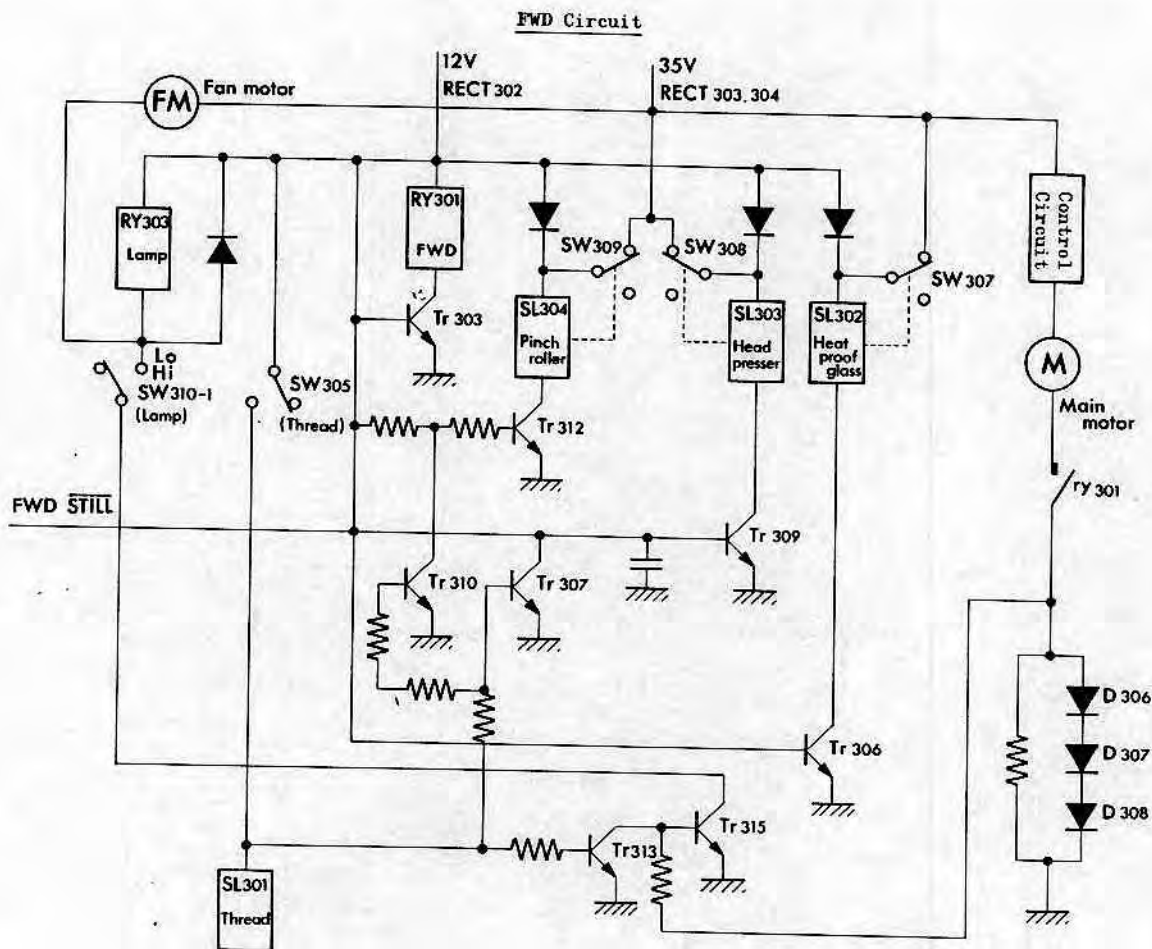 FWD Circuit
12V
RECT 302
35V
RECT 303, 304
FM
Fan motor
RY303
Lamp
RY301
FWD
SW309
SW308
SW307
Control
Circuit
Tr 303
SL304
Pinch
roller
SL303
Head
presser
SL302
Heat
proof
glass
M
Main
motor
Lo
Hi
SW310-1
(Lamp)
SW305
(Thread)
Tr 312
ry 301
FWD STILL
Tr 309
Tr 310
Tr 307
D 306
Tr 306
D 307
D 308
Tr 315
Tr313
SL301
Thread